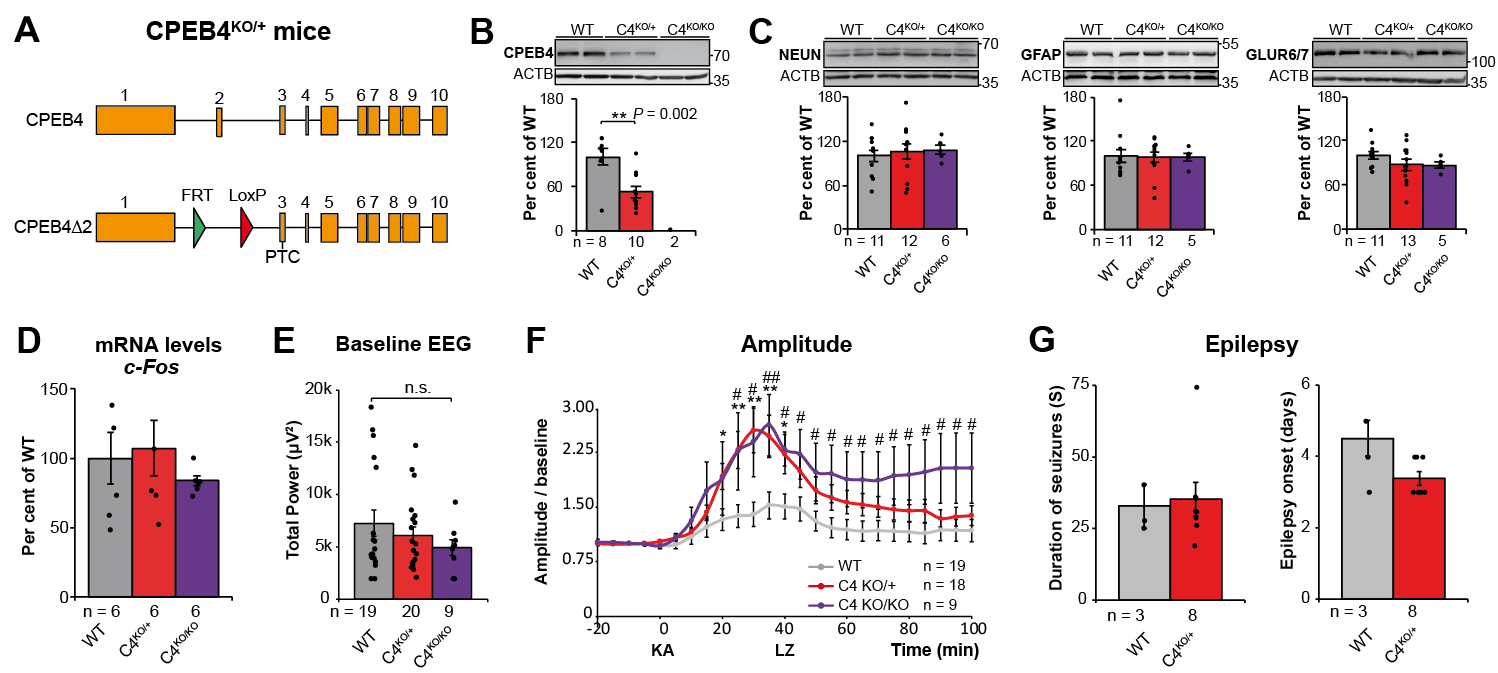 A
CPEB4KO/+ mice
1 2 3 4 5 6 7 8 9 10
CPEB4
1 FRT LoxP 3 4 5 6 7 8 9 10
CPEB4Δ2
PTC
B
WT C4KO/+ C4KO/KO
CPEB4
70
ACTB
35
Per cent of WT
180
120
60
0
** P = 0.002
n = 8 10 2
WT C4KO/+ C4KO/KO
C
WT C4KO/+ C4KO/KO
NEUN
70
ACTB
35
Per cent of WT
180
120
60
0
n = 11 12 6
WT C4KO/+ C4KO/KO
WT C4KO/+ C4KO/KO
GFAP
55
ACTB
35
Per cent of WT
180
120
60
0
n = 11 12 5
WT C4KO/+ C4KO/KO
WT C4KO/+ C4KO/KO
GLUR6/7
100
ACTB
35
Per cent of WT
180
120
60
0
n = 11 13 5
WT C4KO/+ C4KO/KO
D
mRNA levels
c-Fos
Per cent of WT
150
100
50
0
n = 6 6 6
WT C4KO/+ C4KO/KO
E
Baseline EEG
Total Power (µV²)
20k
15k
10k
5k
0
n.s.
n = 19 20 9
WT C4KO/+ C4KO/KO
F
Amplitude
Amplitude / baseline
3.00
2.25
1.50
0.75
0
* # ** # ** ## ** # * # # # # # # # # # # # #
WT n = 19
C4 KO/+ n = 18
C4 KO/KO n = 9
-20 0 20 40 60 80 100
KA LZ Time (min)
G
Epilepsy
Duration of seuizures (S)
75
50
25
0
n = 3 8
WT C4KO/+
Epilepsy onset (days)
6
4
2
0
n = 3 8
WT C4KO/+